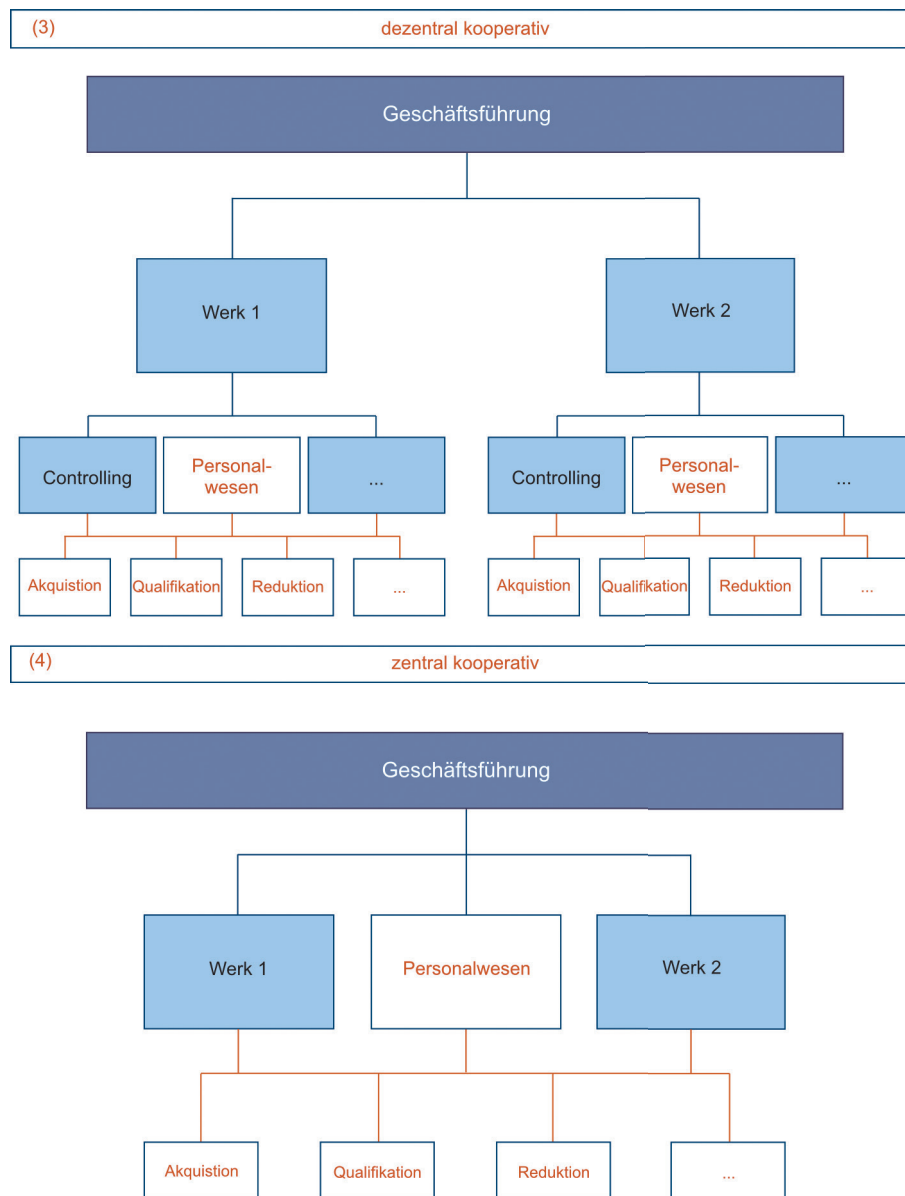 (3) dezentral kooperativ
Geschäftsführung
Werk 1 Werk 2
Controlling Personal-
wesen ... Controlling Personal-
wesen ...
Akquistion Qualifikation Reduktion ... Akquistion Qualifikation Reduktion ...
(4) zentral kooperativ
Geschäftsführung
Werk 1 Personalwesen Werk 2
Akquistion Qualifikation Reduktion ...